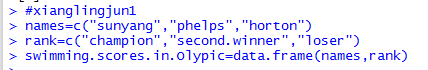 > #xianglingjun1
> names=c("sunyang","phelps","horton")
> rank=c("champion","second.winner","loser")
> swimming.scores.in.Olypic=data.frame(names,rank)